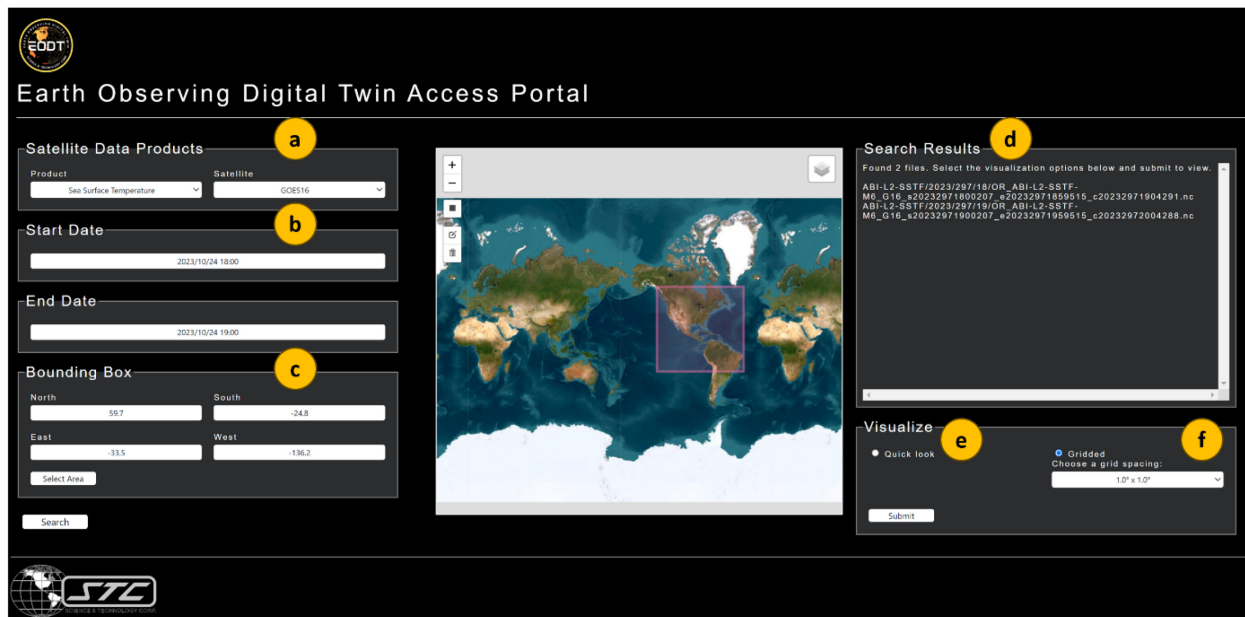 EODT
Earth Observing Digital Twin Access Portal
a
Satellite Data Products
Product
Satellite
Sea Surface Temperature
GOES16
b
Start Date
2023/10/24 18:00
End Date
2023/10/24 19:00
c
Bounding Box
North
South
59.7
-24.8
East
West
-33.5
-136.2
Select Area
Search
+
−
d
Search Results
Found 2 files. Select the visualization options below and submit to view.
ABI-L2-SSTF/2023/297/18/OR_ABI-L2-SSTF-
M6_G16_s20232971800207_e20232971859515_c20232971904291.nc
ABI-L2-SSTF/2023/297/19/OR_ABI-L2-SSTF-
M6_G16_s20232971900207_e20232971959515_c20232972004288.nc
Visualize
e
f
Quick look
Gridded
Choose a grid spacing:
1.0° x 1.0°
Submit
STC
SCIENCE & TECHNOLOGY CORP.